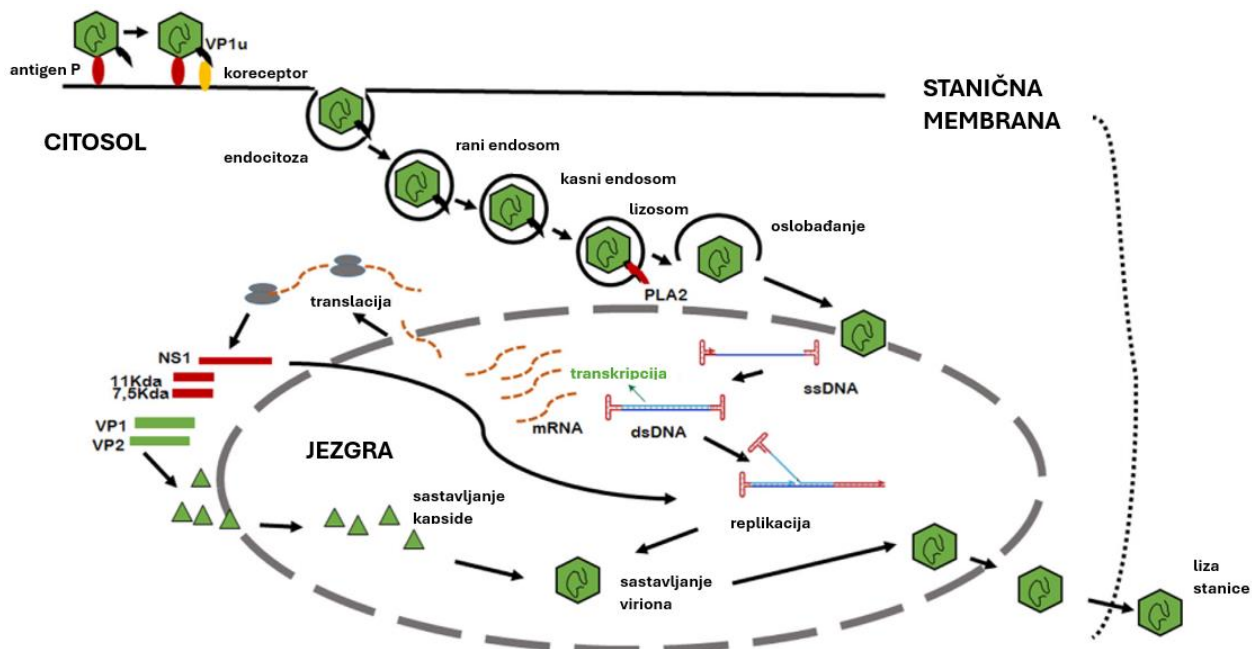 VP1u
antigen P
koreceptor
STANIČNA
MEMBRANA
CITOSOL
endocitoza
rani endosom
kasni endosom
lizosom
oslobađanje
PLA2
translacija
NS1
11Kda
7,5Kda
VP1
VP2
transkripcija
ssDNA
mRNA
dsDNA
JEZGRA
sastavljanje
kapside
replikacija
sastavljanje
viriona
liza
stanice